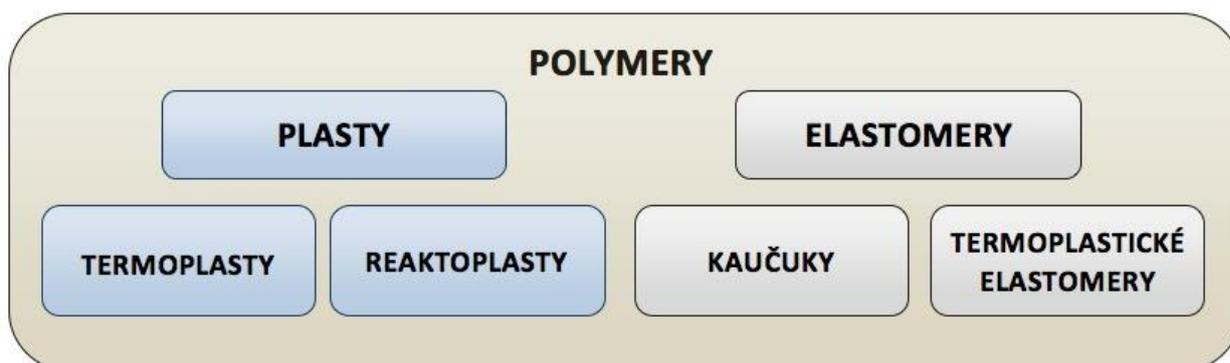 POLYMERY
PLASTY
ELASTOMERY
TERMOPLASTY
REAKTOPLASTY
KAUČUKY
TERMOPLASTICKÉ
ELASTOMERY